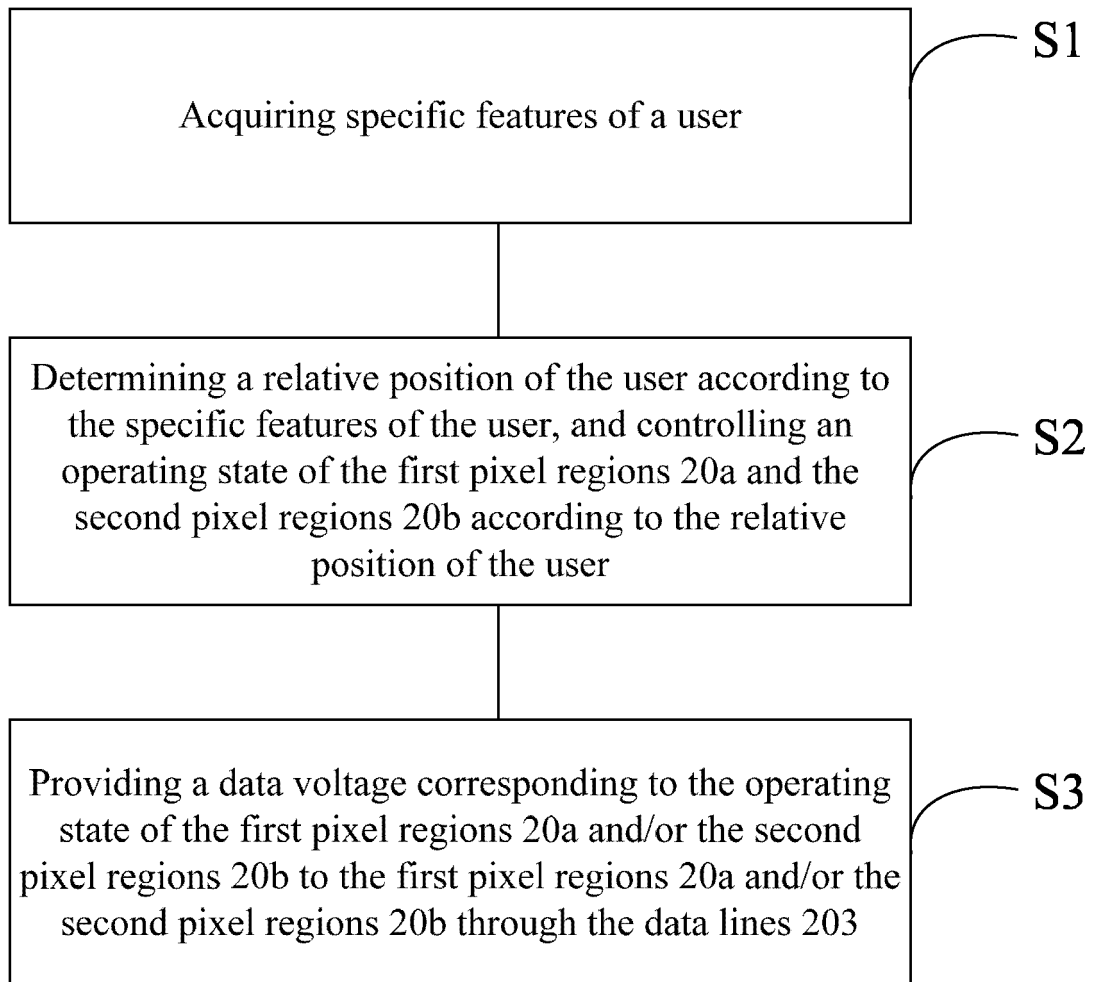 Acquiring specific features of a user
S1
Determining a relative position of the user according to
the specific features of the user, and controlling an
operating state of the first pixel regions 20a and the
second pixel regions 20b according to the relative
position of the user
S2
Providing a data voltage corresponding to the operating
state of the first pixel regions 20a and/or the second
pixel regions 20b to the first pixel regions 20a and/or the
second pixel regions 20b through the data lines 203
S3